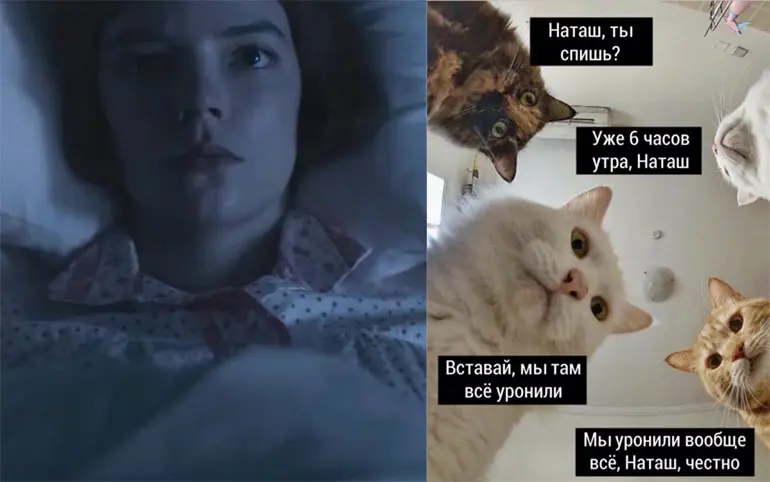 Наташ, ты
спишь?
Уже 6 часов
утра, Наташ
Вставай, мы там
всё уронили
Мы уронили вообще
всё, Наташ, честно